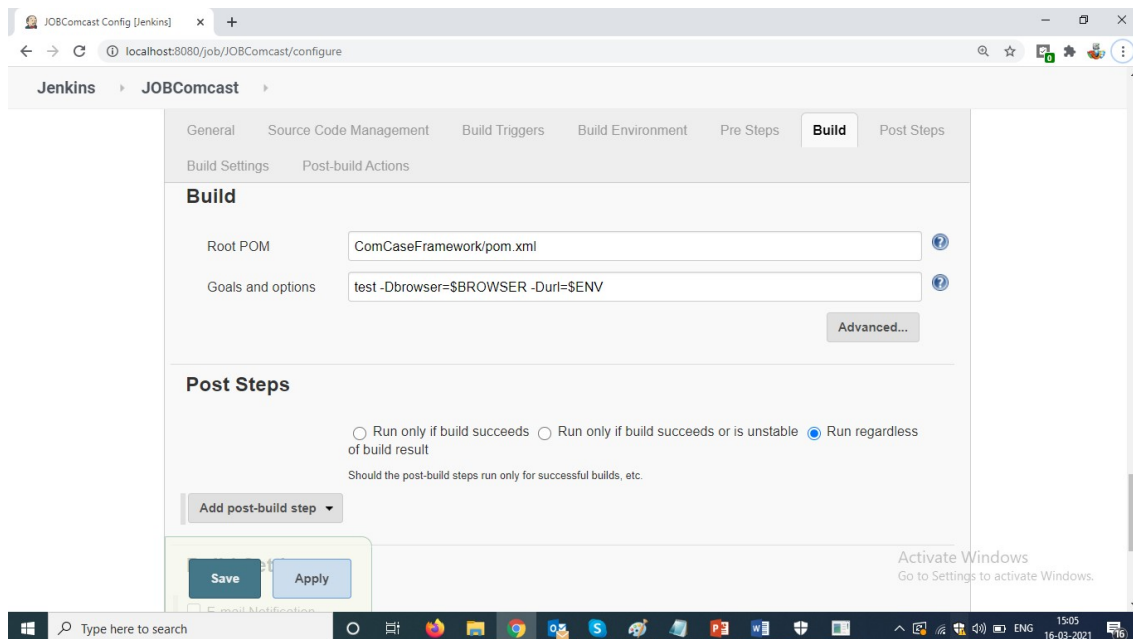 JOBComcast Config [Jenkins]
localhost:8080/job/JOBComcast/configure
Jenkins JOBComcast
General Source Code Management Build Triggers Build Environment Pre Steps Build Post Steps
Build Settings Post-build Actions
Build
Root POM ComCaseFramework/pom.xml
Goals and options test -Dbrowser=$BROWSER -Durl=$ENV
Advanced...
Post Steps
Run only if build succeeds Run only if build succeeds or is unstable Run regardless
of build result
Should the post-build steps run only for successful builds, etc.
Add post-build step
Activate Windows
Save Apply Go to Settings to activate Windows.
E-mail Notification
Type here to search ENG 15:05
16-03-2021 16